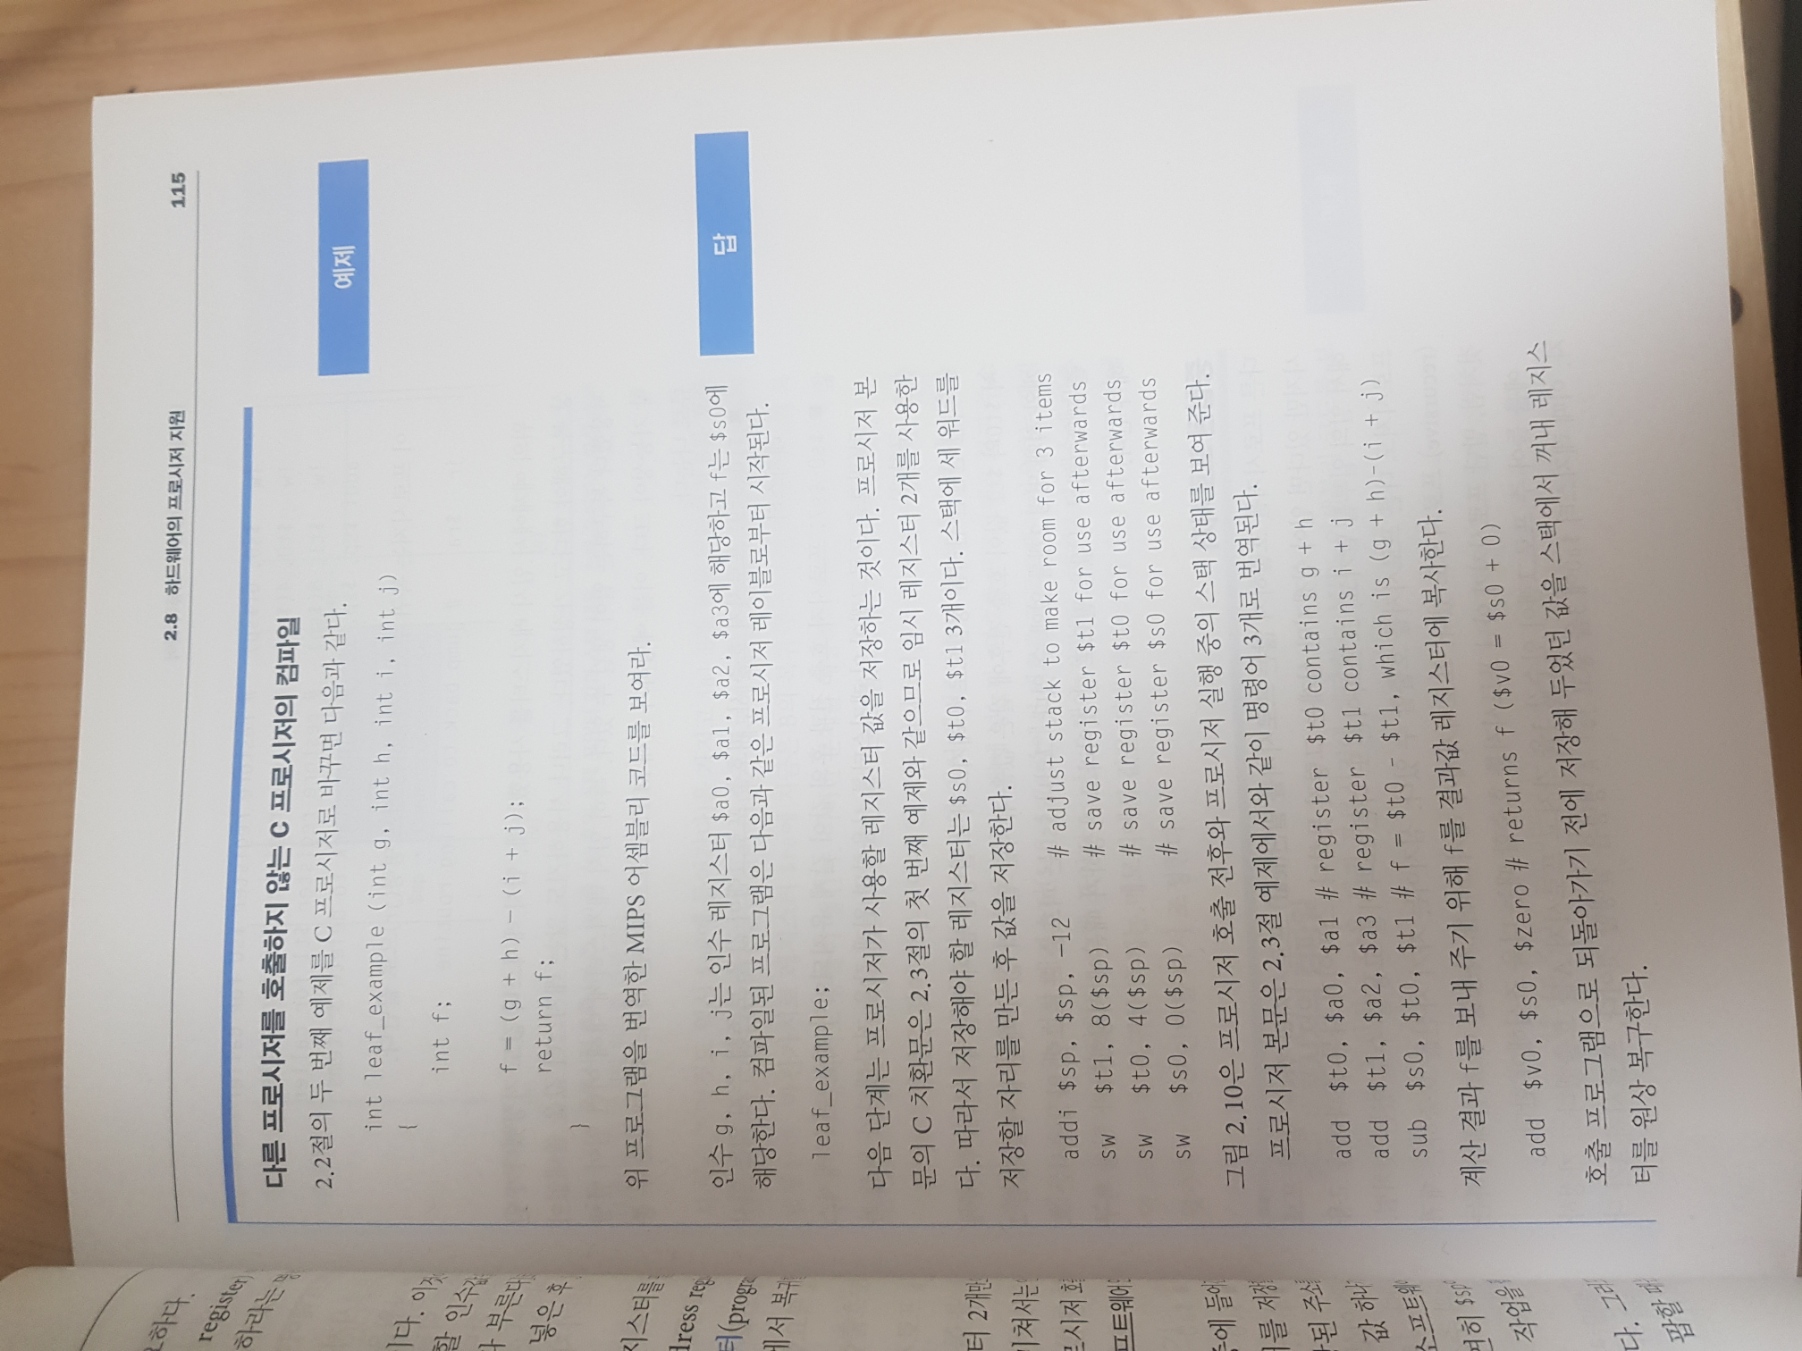 2.8 하드웨어의 프로시저 지원 115
다른 프로시저를 호출하지 않는 C 프로시저의 컴파일
2.2절의 두 번째 예제를 C 프로시저로 바꾸면 다음과 같다.
예제
int leaf_example (int g, int h, int i, int j)
{
int f;
f = (g + h) − (i + j);
return f;
}
위 프로그램을 번역한 MIPS 어셈블리 코드를 보여라.
답
인수 g, h, i, j는 인수 레지스터 $a0, $a1, $a2, $a3에 해당하고 f는 $s0에
해당한다. 컴파일된 프로그램은 다음과 같은 프로시저 레이블로부터 시작된다.
leaf_example;
다음 단계는 프로시저가 사용할 레지스터 값을 저장하는 것이다. 프로시저 본
문의 C 치환문은 2.3절의 첫 번째 예제와 같으므로 임시 레지스터 2개를 사용한
다. 따라서 저장해야 할 레지스터는 $s0, $t0, $t1 3개이다. 스택에 세 워드를
저장할 자리를 만든 후 값을 저장한다.
addi $sp, $sp, −12 # adjust stack to make room for 3 items
sw $t1, 8($sp) # save register $t1 for use afterwards
sw $t0, 4($sp) # save register $t0 for use afterwards
sw $s0, 0($sp) # save register $s0 for use afterwards
그림 2.10은 프로시저 호출 전후와 프로시저 실행 중의 스택 상태를 보여 준다.
프로시저 본문은 2.3절 예제에서와 같이 명령어 3개로 번역된다.
add $t0, $a0, $a1 # register $t0 contains g + h
add $t1, $a2, $a3 # register $t1 contains i + j
sub $s0, $t0, $t1 # f = $t0 - $t1, which is (g + h)-(i + j)
계산 결과 f를 보내 주기 위해 f를 결과값 레지스터에 복사한다.
add $v0, $s0, $zero # returns f ($v0 = $s0 + 0)
호출 프로그램으로 되돌아가기 전에 저장해 두었던 값을 스택에서 꺼내 레지스
터를 원상 복구한다.